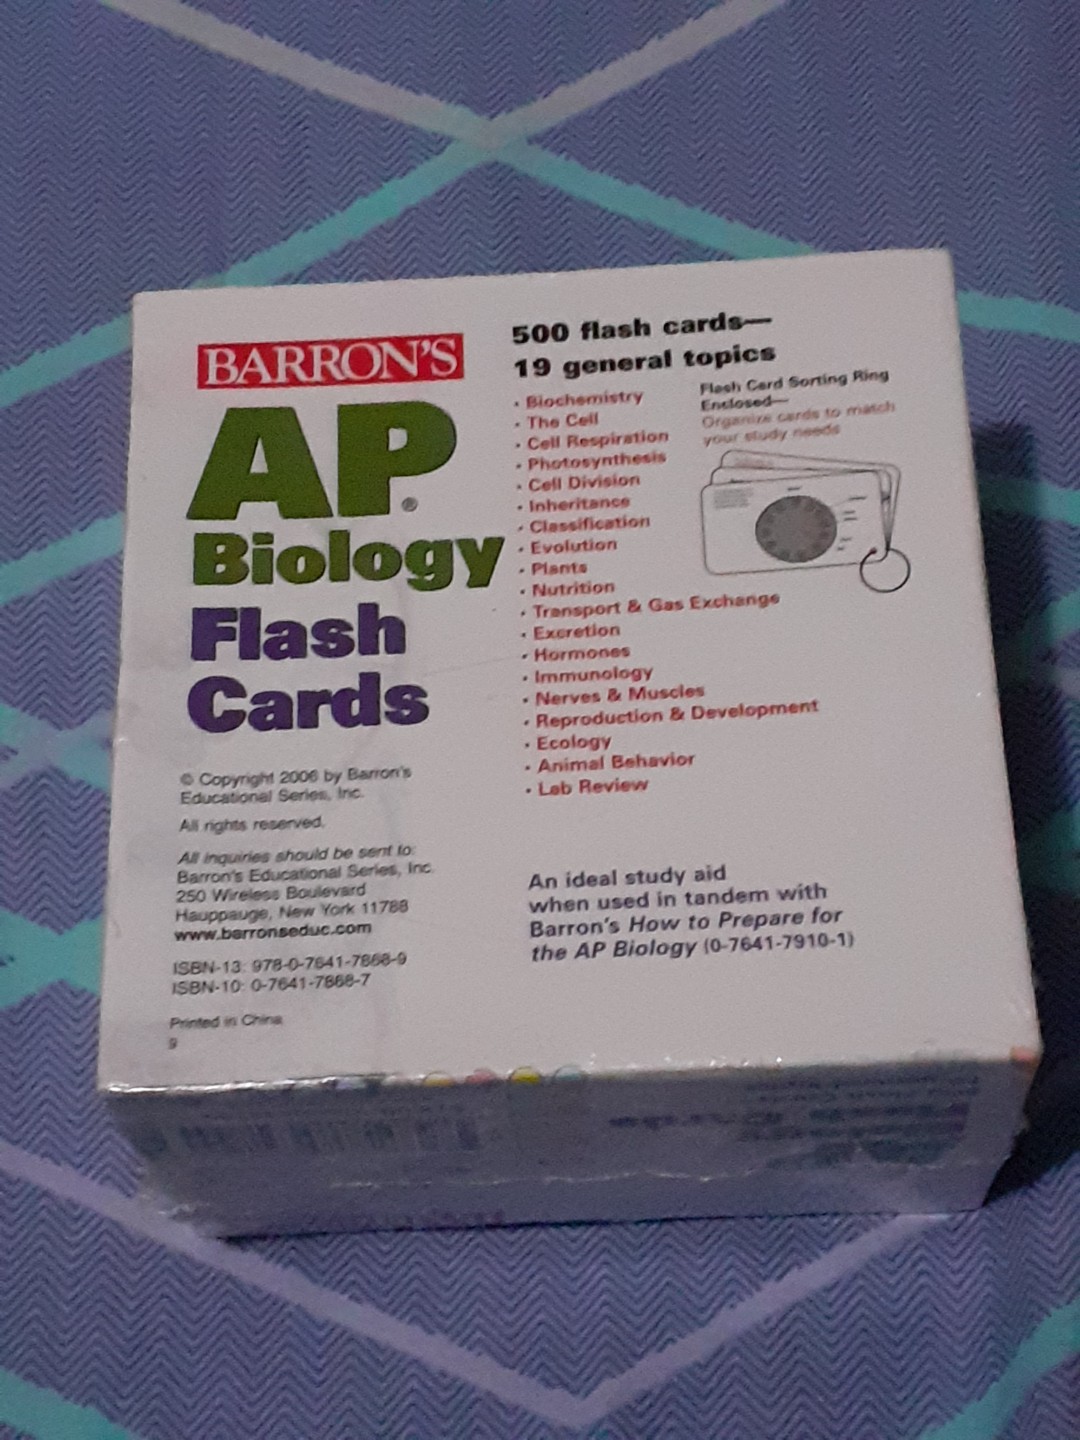 BARRON'S
AP®
Biology
Flash
Cards
© Copyright 2006 by Barron's
Educational Series, Inc.
All rights reserved.
All inquiries should be sent to:
Barron's Educational Series, Inc.
250 Wireless Boulevard
Hauppauge, New York 11788
www.barronseduc.com
ISBN-13: 978-0-7641-7868-9
ISBN-10: 0-7641-7868-7
Printed in China
9
500 flash cards—
19 general topics
• Biochemistry
• The Cell
• Cell Respiration
• Photosynthesis
• Cell Division
• Inheritance
• Classification
• Evolution
• Plants
• Nutrition
• Transport & Gas Exchange
• Excretion
• Hormones
• Immunology
• Nerves & Muscles
• Reproduction & Development
• Ecology
• Animal Behavior
• Lab Review
Flash Card Sorting Ring
Enclosed—
Organize cards to match
your study needs
An ideal study aid
when used in tandem with
Barron's How to Prepare for
the AP Biology (0-7641-7910-1)